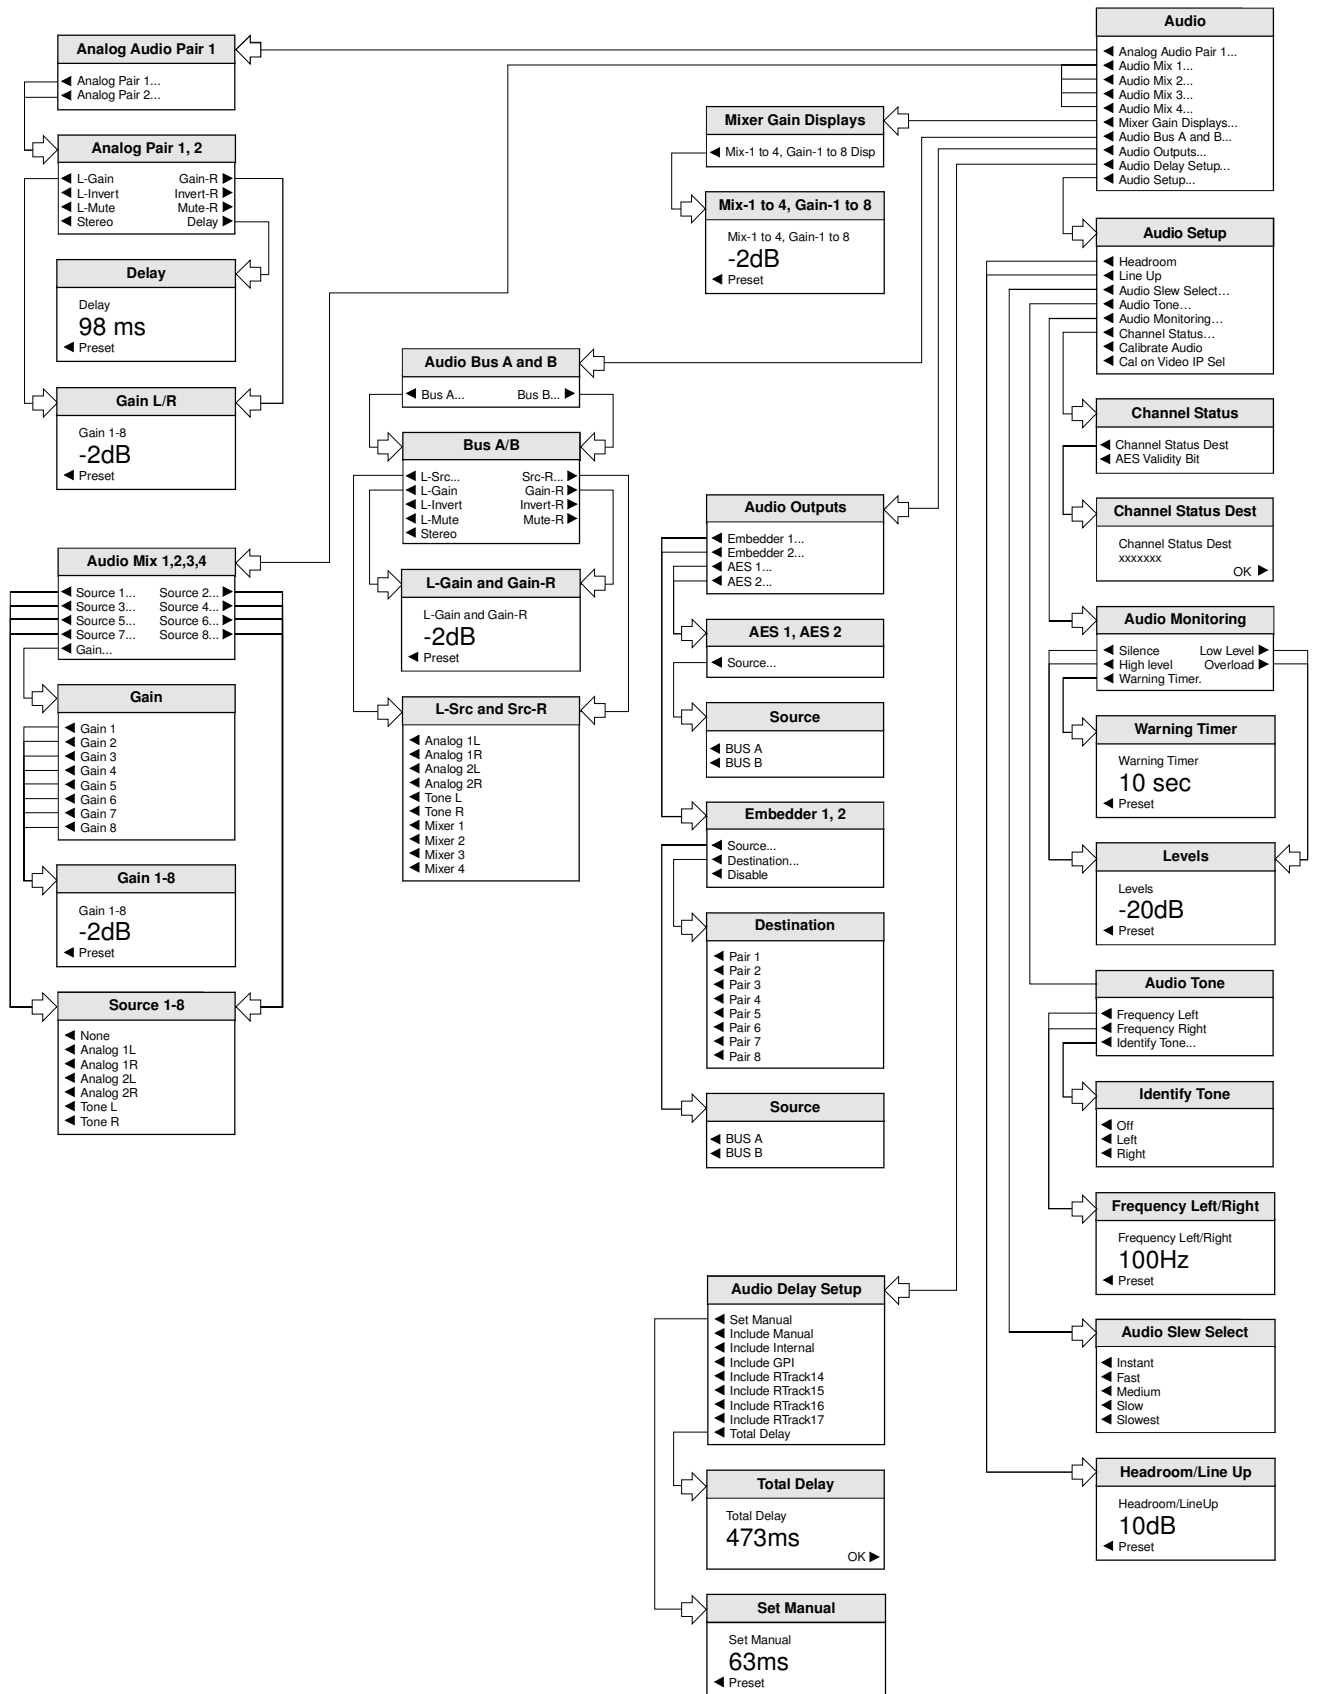 Audio
Analog Audio Pair 1...
Audio Mix 1...
Audio Mix 2...
Audio Mix 3...
Audio Mix 4...
Mixer Gain Displays...
Audio Bus A and B...
Audio Outputs...
Audio Delay Setup...
Audio Setup...
Analog Audio Pair 1
Analog Pair 1...
Analog Pair 2...
Analog Pair 1, 2
L-Gain Gain-R
L-Invert Invert-R
L-Mute Mute-R
Stereo Delay
Delay
Delay
98 ms
Preset
Gain L/R
Gain 1-8
-2dB
Preset
Audio Mix 1,2,3,4
Source 1... Source 2...
Source 3... Source 4...
Source 5... Source 6...
Source 7... Source 8...
Gain...
Gain
Gain 1
Gain 2
Gain 3
Gain 4
Gain 5
Gain 6
Gain 7
Gain 8
Gain 1-8
Gain 1-8
-2dB
Preset
Source 1-8
None
Analog 1L
Analog 1R
Analog 2L
Analog 2R
Tone L
Tone R
Audio Bus A and B
Bus A... Bus B...
Bus A/B
L-Src... Src-R...
L-Gain Gain-R
L-Invert Invert-R
L-Mute Mute-R
Stereo
L-Gain and Gain-R
L-Gain and Gain-R
-2dB
Preset
L-Src and Src-R
Analog 1L
Analog 1R
Analog 2L
Analog 2R
Tone L
Tone R
Mixer 1
Mixer 2
Mixer 3
Mixer 4
Mixer Gain Displays
Mix-1 to 4, Gain-1 to 8 Disp
Mix-1 to 4, Gain-1 to 8
Mix-1 to 4, Gain-1 to 8
-2dB
Preset
Audio Outputs
Embedder 1...
Embedder 2...
AES 1...
AES 2...
AES 1, AES 2
Source...
Source
BUS A
BUS B
Embedder 1, 2
Source...
Destination...
Disable
Destination
Pair 1
Pair 2
Pair 3
Pair 4
Pair 5
Pair 6
Pair 7
Pair 8
Source
BUS A
BUS B
Audio Delay Setup
Set Manual
Include Manual
Include Internal
Include GPI
Include RTrack14
Include RTrack15
Include RTrack16
Include RTrack17
Total Delay
Total Delay
Total Delay
473ms
OK
Set Manual
Set Manual
63ms
Preset
Audio Setup
Headroom
Line Up
Audio Slew Select...
Audio Tone...
Audio Monitoring...
Channel Status...
Calibrate Audio
Cal on Video IP Sel
Channel Status
Channel Status Dest
AES Validity Bit
Channel Status Dest
Channel Status Dest
xxxxxxx
OK
Audio Monitoring
Silence Low Level
High level Overload
Warning Timer.
Warning Timer
Warning Timer
10 sec
Preset
Levels
Levels
-20dB
Preset
Audio Tone
Frequency Left
Frequency Right
Identify Tone...
Identify Tone
Off
Left
Right
Frequency Left/Right
Frequency Left/Right
100Hz
Preset
Audio Slew Select
Instant
Fast
Medium
Slow
Slowest
Headroom/Line Up
Headroom/LineUp
10dB
Preset